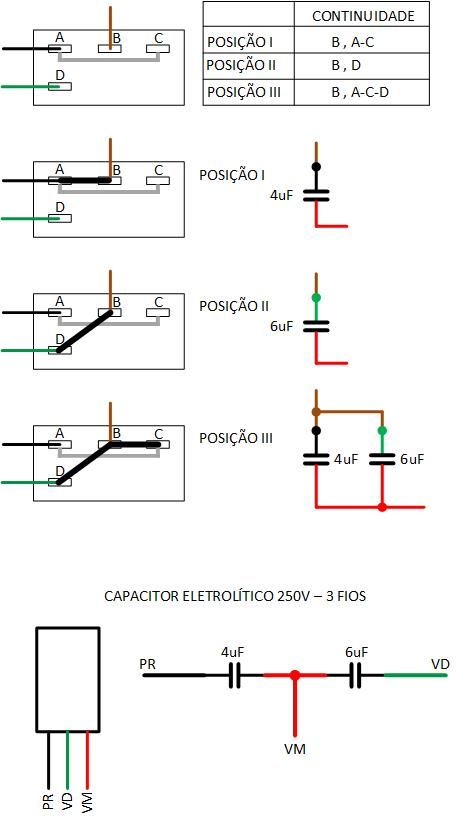 CONTINUIDADE
A B C
POSIÇÃO I B , A-C
D
POSIÇÃO II B , D
POSIÇÃO III B , A-C-D
A B C
POSIÇÃO I
4uF
D
A B C
POSIÇÃO II
6uF
D
A B C
POSIÇÃO III
4uF 6uF
D
CAPACITOR ELETROLÍTICO 250V – 3 FIOS
4uF 6uF
PR VD
VM
PR VD VM